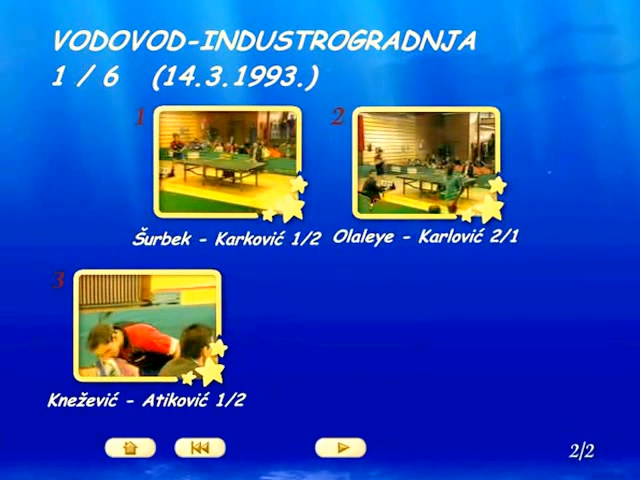 VODOVOD-INDUSTROGRADNJA
1 / 6 (14.3.1993.)
1
2
Šurbek - Karković 1/2
Olaleye - Karlović 2/1
3
Knežević - Atiković 1/2
2/2